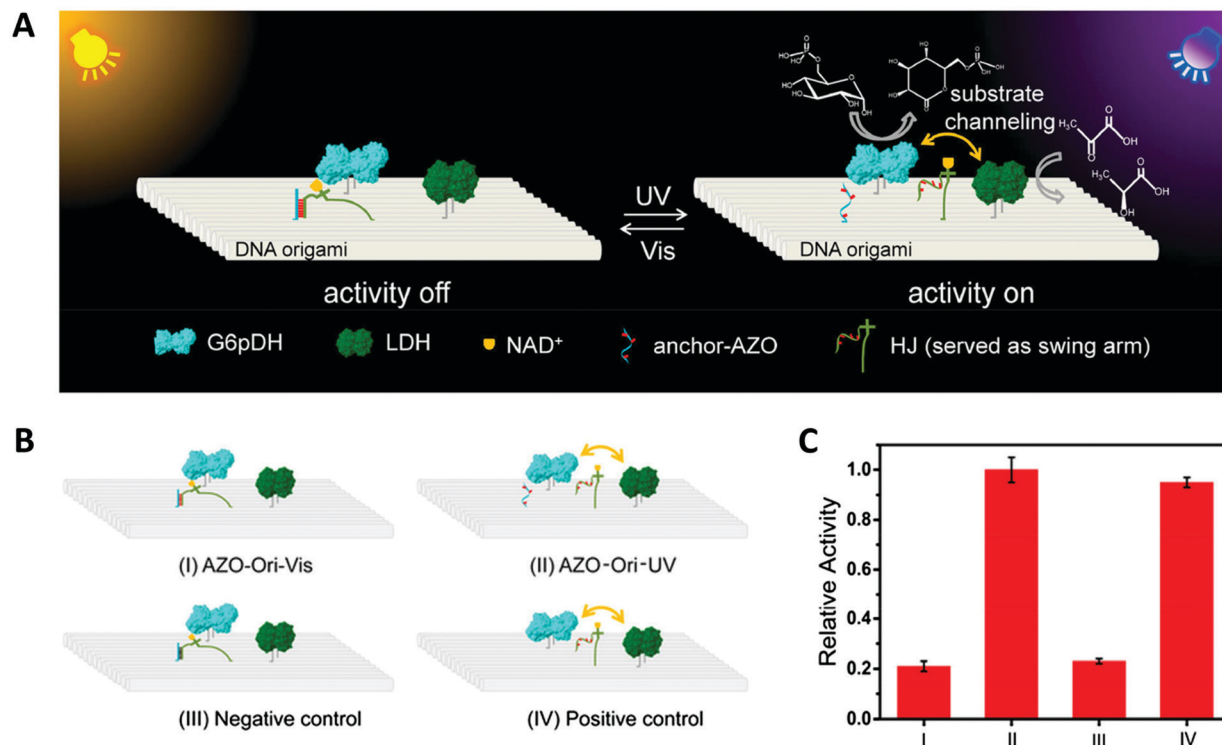 A
substrate
channeling
UV
Vis
DNA origami
DNA origami
activity off
activity on
G6pDH
LDH
NAD⁺
anchor-AZO
HJ (served as swing arm)
B
(I) AZO-Ori-Vis
(II) AZO-Ori-UV
(III) Negative control
(IV) Positive control
C
Relative Activity
1.0
0.8
0.6
0.4
0.2
0.0
I
II
III
IV